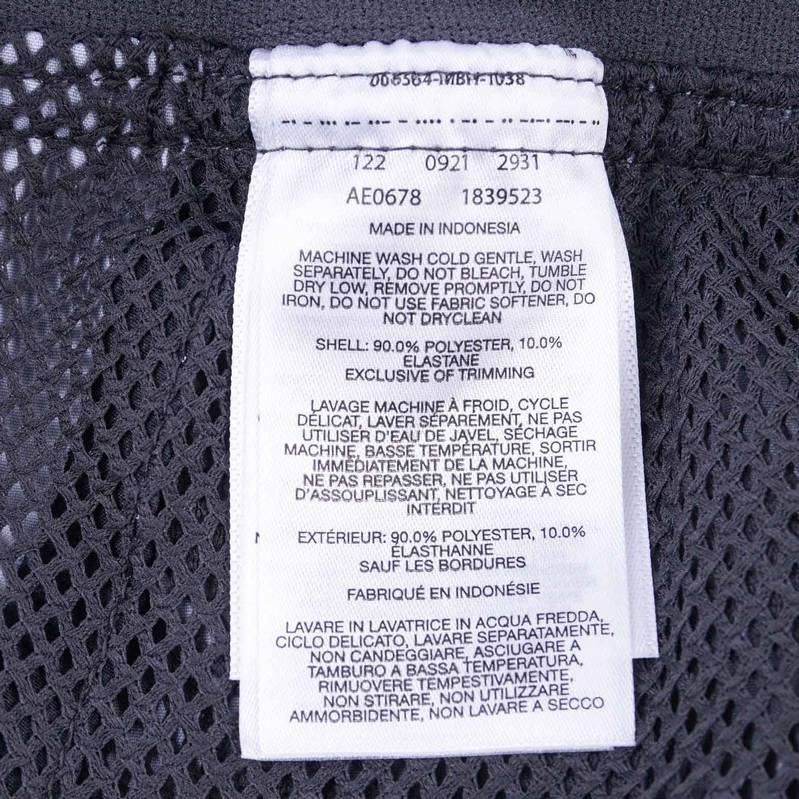 122 0921 2931
AE0678 1839523
MADE IN INDONESIA
MACHINE WASH COLD GENTLE, WASH
SEPARATELY, DO NOT BLEACH, TUMBLE
DRY LOW, REMOVE PROMPTLY, DO NOT
IRON, DO NOT USE FABRIC SOFTENER, DO
NOT DRYCLEAN
SHELL: 90.0% POLYESTER, 10.0%
ELASTANE
EXCLUSIVE OF TRIMMING
LAVAGE MACHINE À FROID, CYCLE
DÉLICAT, LAVER SÉPAREMENT, NE PAS
UTILISER D'EAU DE JAVEL, SÉCHAGE
MACHINE, BASSE TEMPÉRATURE, SORTIR
IMMÉDIATEMENT DE LA MACHINE,
NE PAS REPASSER, NE PAS UTILISER
D'ASSOUPLISSANT, NETTOYAGE À SEC
INTERDIT
EXTÉRIEUR: 90.0% POLYESTER, 10.0%
ÉLASTHANNE
SAUF LES BORDURES
FABRIQUÉ EN INDONÉSIE
LAVARE IN LAVATRICE IN ACQUA FREDDA,
CICLO DELICATO, LAVARE SEPARATAMENTE,
NON CANDEGGIARE, ASCIUGARE A
TAMBURO A BASSA TEMPERATURA,
RIMUOVERE TEMPESTIVAMENTE,
NON STIRARE, NON UTILIZZARE
AMMORBIDENTE, NON LAVARE A SECCO